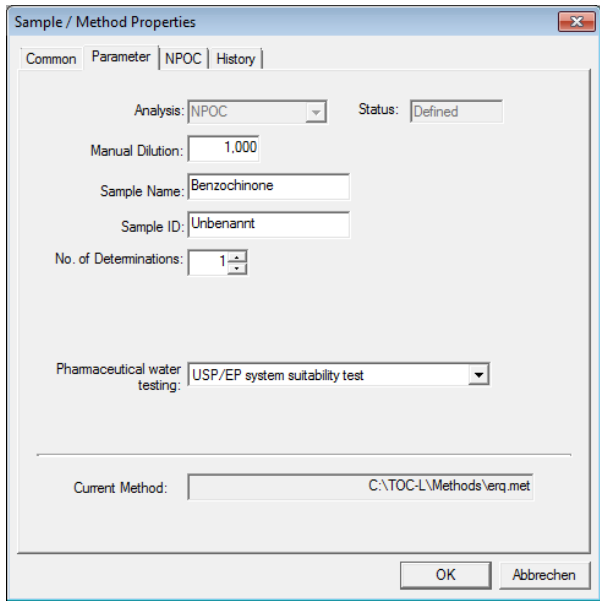 Sample / Method Properties
Common Parameter NPOC History
Analysis: NPOC Status: Defined
Manual Dilution: 1,000
Sample Name: Benzochinone
Sample ID: Unbenannt
No. of Determinations: 1
Pharmaceutical water
testing: USP/EP system suitability test
Current Method: C:\TOC-L\Methods\erq.met
OK Abbrechen